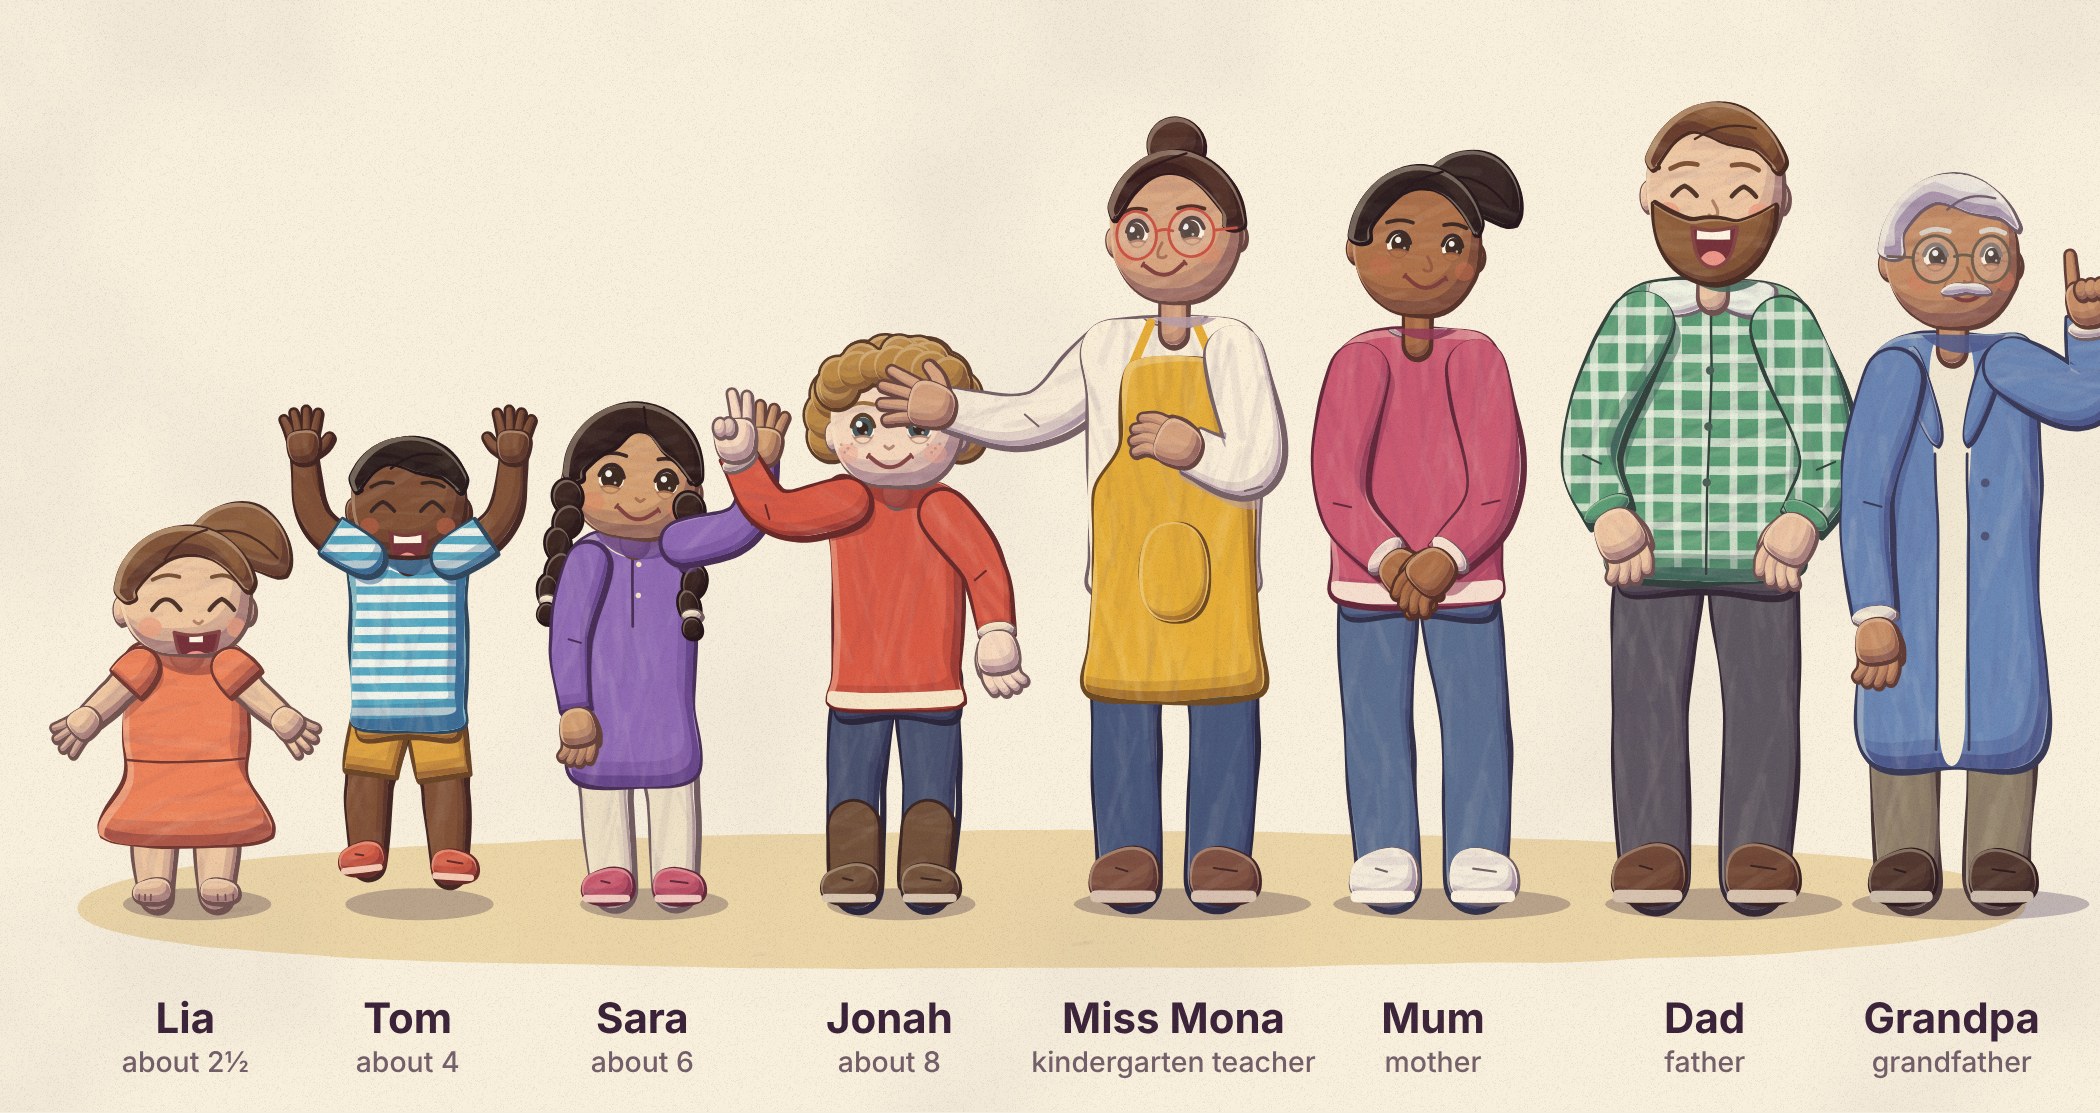 Lia
about 2½
Tom
about 4
Sara
about 6
Jonah
about 8
Miss Mona
kindergarten teacher
Mum
mother
Dad
father
Grandpa
grandfather